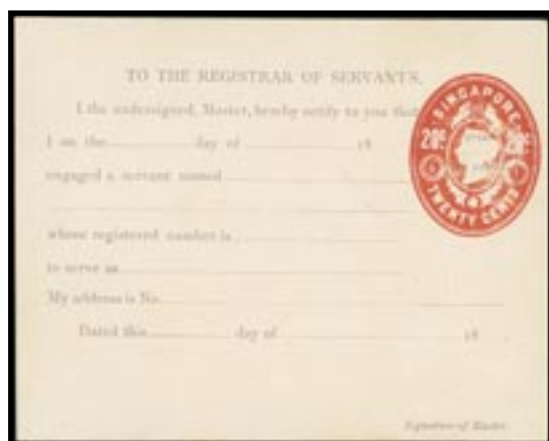 TO THE REGISTRAR OF SERVANTS.
I the undersigned, Master, hereby notify to you that
I on the day of 18
engaged a servant named
whose registered number is
to serve as
My address is No.
Dated this day of 18
Signature of Master.
SINGAPORE
20c
TWENTY CENTS